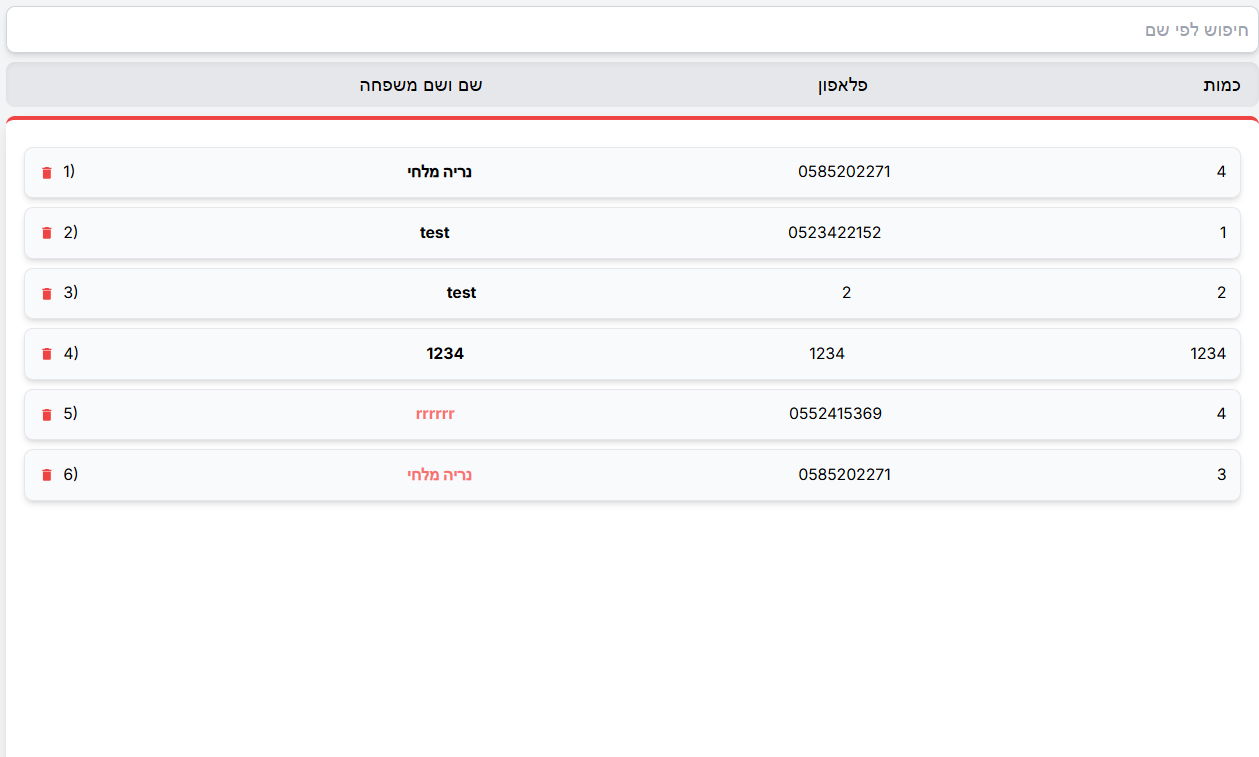 חיפוש לפי שם
כמות פלאפון שם ושם משפחה
1) נריה מלחי 0585202271 4
2) test 0523422152 1
3) test 2 2
4) 1234 1234 1234
5) rrrrrr 0552415369 4
6) נריה מלחי 0585202271 3